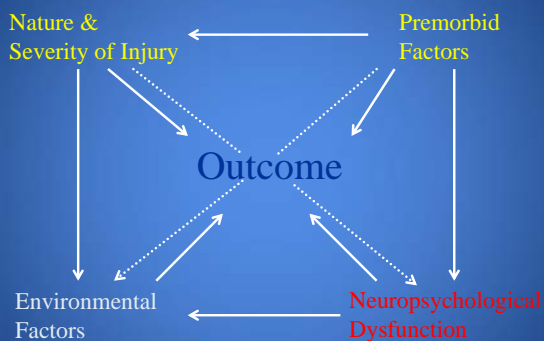 Nature &
Severity of Injury
Premorbid
Factors
Outcome
Environmental
Factors
Neuropsychological
Dysfunction